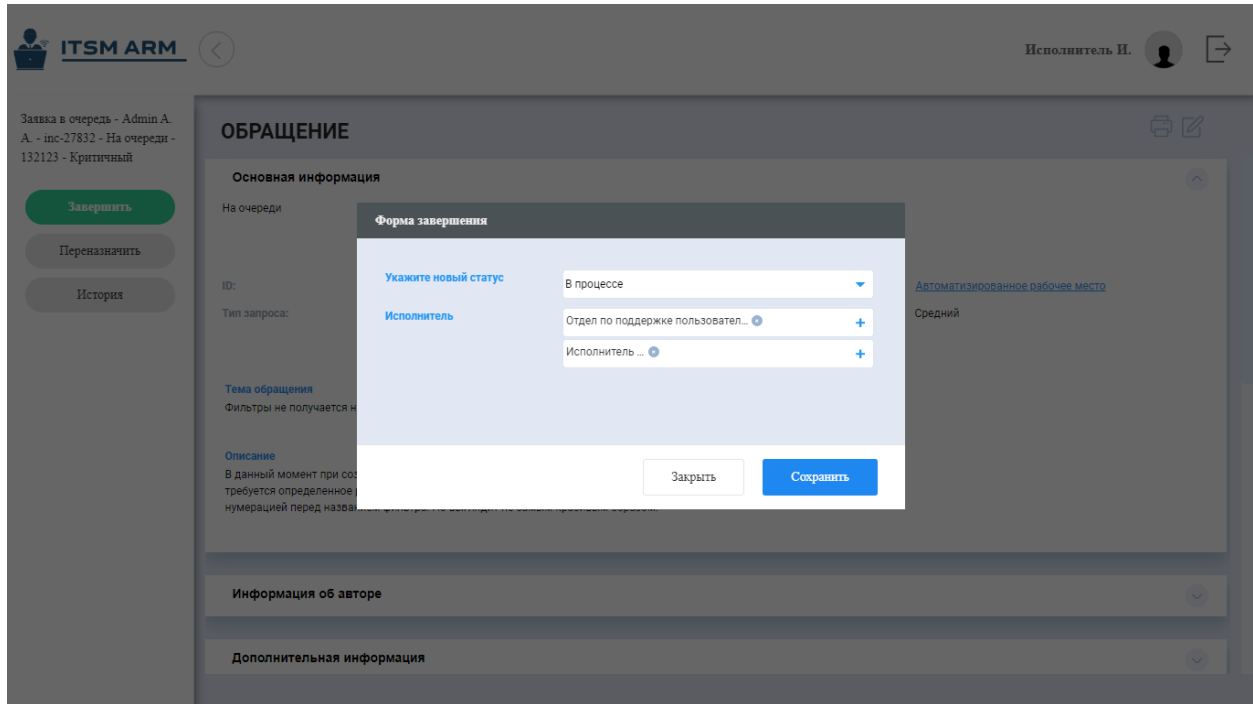 ITSM ARM
Исполнитель И.
Заявка в очередь - Admin A.
A. - inc-27832 - На очереди -
132123 - Критичный
Завершить
Переназначить
История
ОБРАЩЕНИЕ
Основная информация
На очереди
ID:
Автоматизированное рабочее место
Тип запроса:
Средний
Тема обращения
Фильтры не получается н
Описание
В данный момент при соз
требуется определенное
нумерацией перед
Форма завершения
Укажите новый статус
В процессе
Исполнитель
Отдел по поддержке пользовател...
Исполнитель ...
Закрыть
Сохранить
Информация об авторе
Дополнительная информация